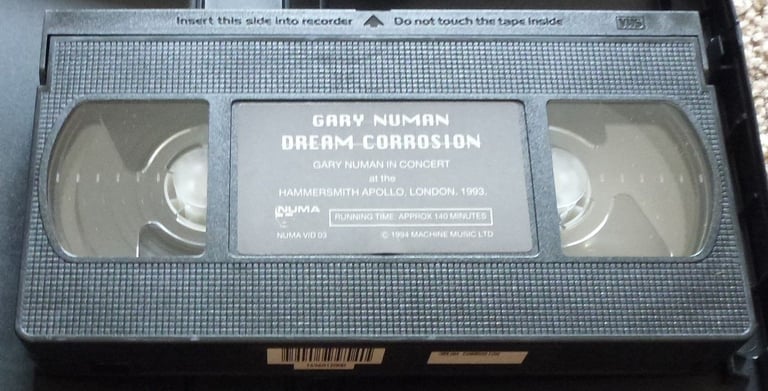 Insert this side into recorder Do not touch the tape inside VHS
GARY NUMAN
DREAM CORROSION
GARY NUMAN IN CONCERT
at the
HAMMERSMITH APOLLO, LONDON, 1993.
NUMA
RUNNING TIME: APPROX 140 MINUTES
NUMA VID 03 © 1994 MACHINE MUSIC LTD
DREAM CORROSION